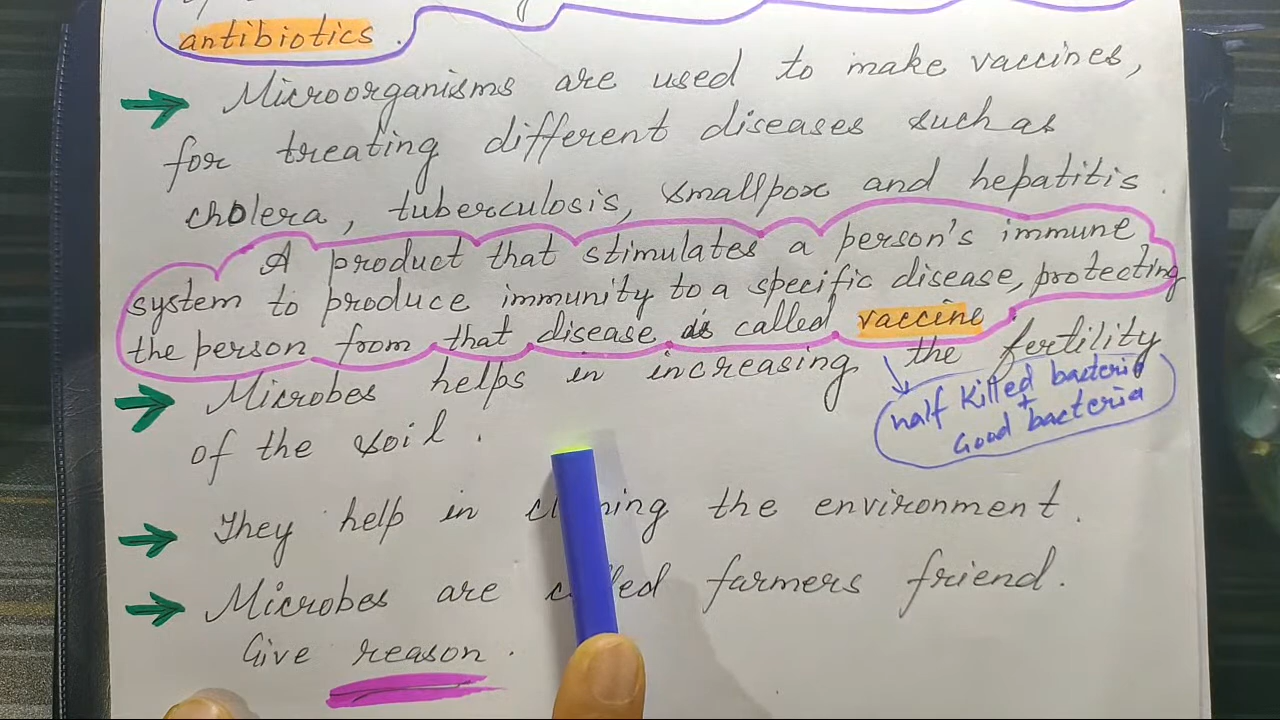 antibiotics.
Microorganisms are used to make vaccines,
for treating different diseases such as
cholera, tuberculosis, smallpox and hepatitis.
A product that stimulates a person's immune
system to produce immunity to a specific disease, protecting
the person from that disease is called vaccine.
Microbes helps in increasing the fertility
of the soil.
half killed bacteria
+
Good bacteria
They help in the environment.
Microbes are farmers friend.
Give reason.